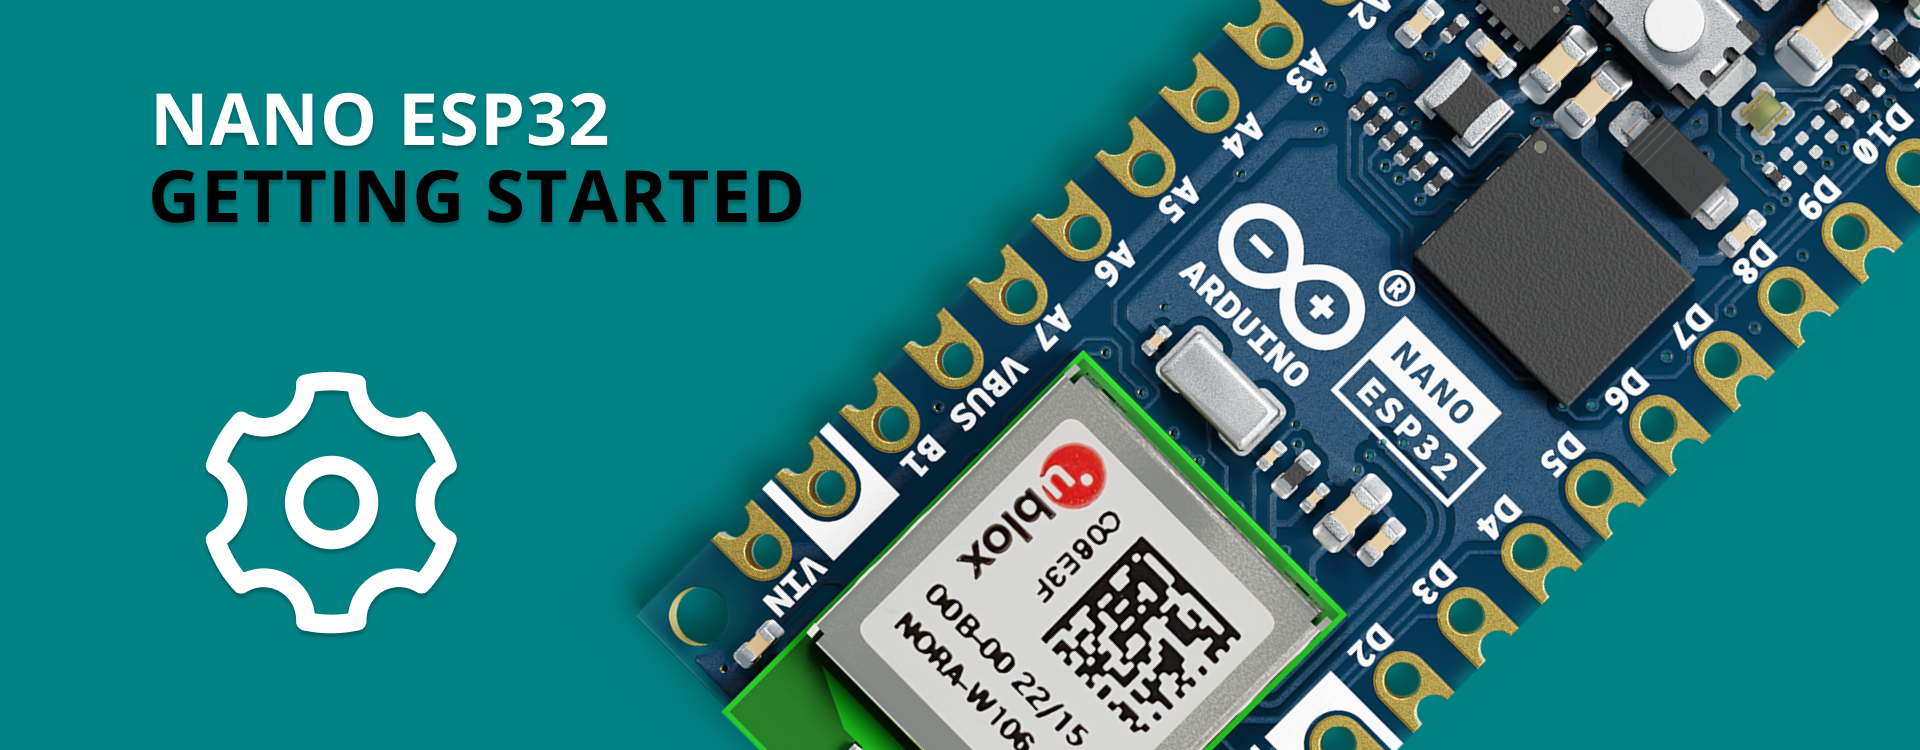 NANO ESP32
GETTING STARTED
A2
A3
A4
A5
A6
A7
VBUS
B1
VIN
ARDUINO
®
NANO
ESP32
ublox
C08E3F
00B-00 22/15
NORA-W106
D10
D9
D8
D7
D6
D5
D4
D3
D2